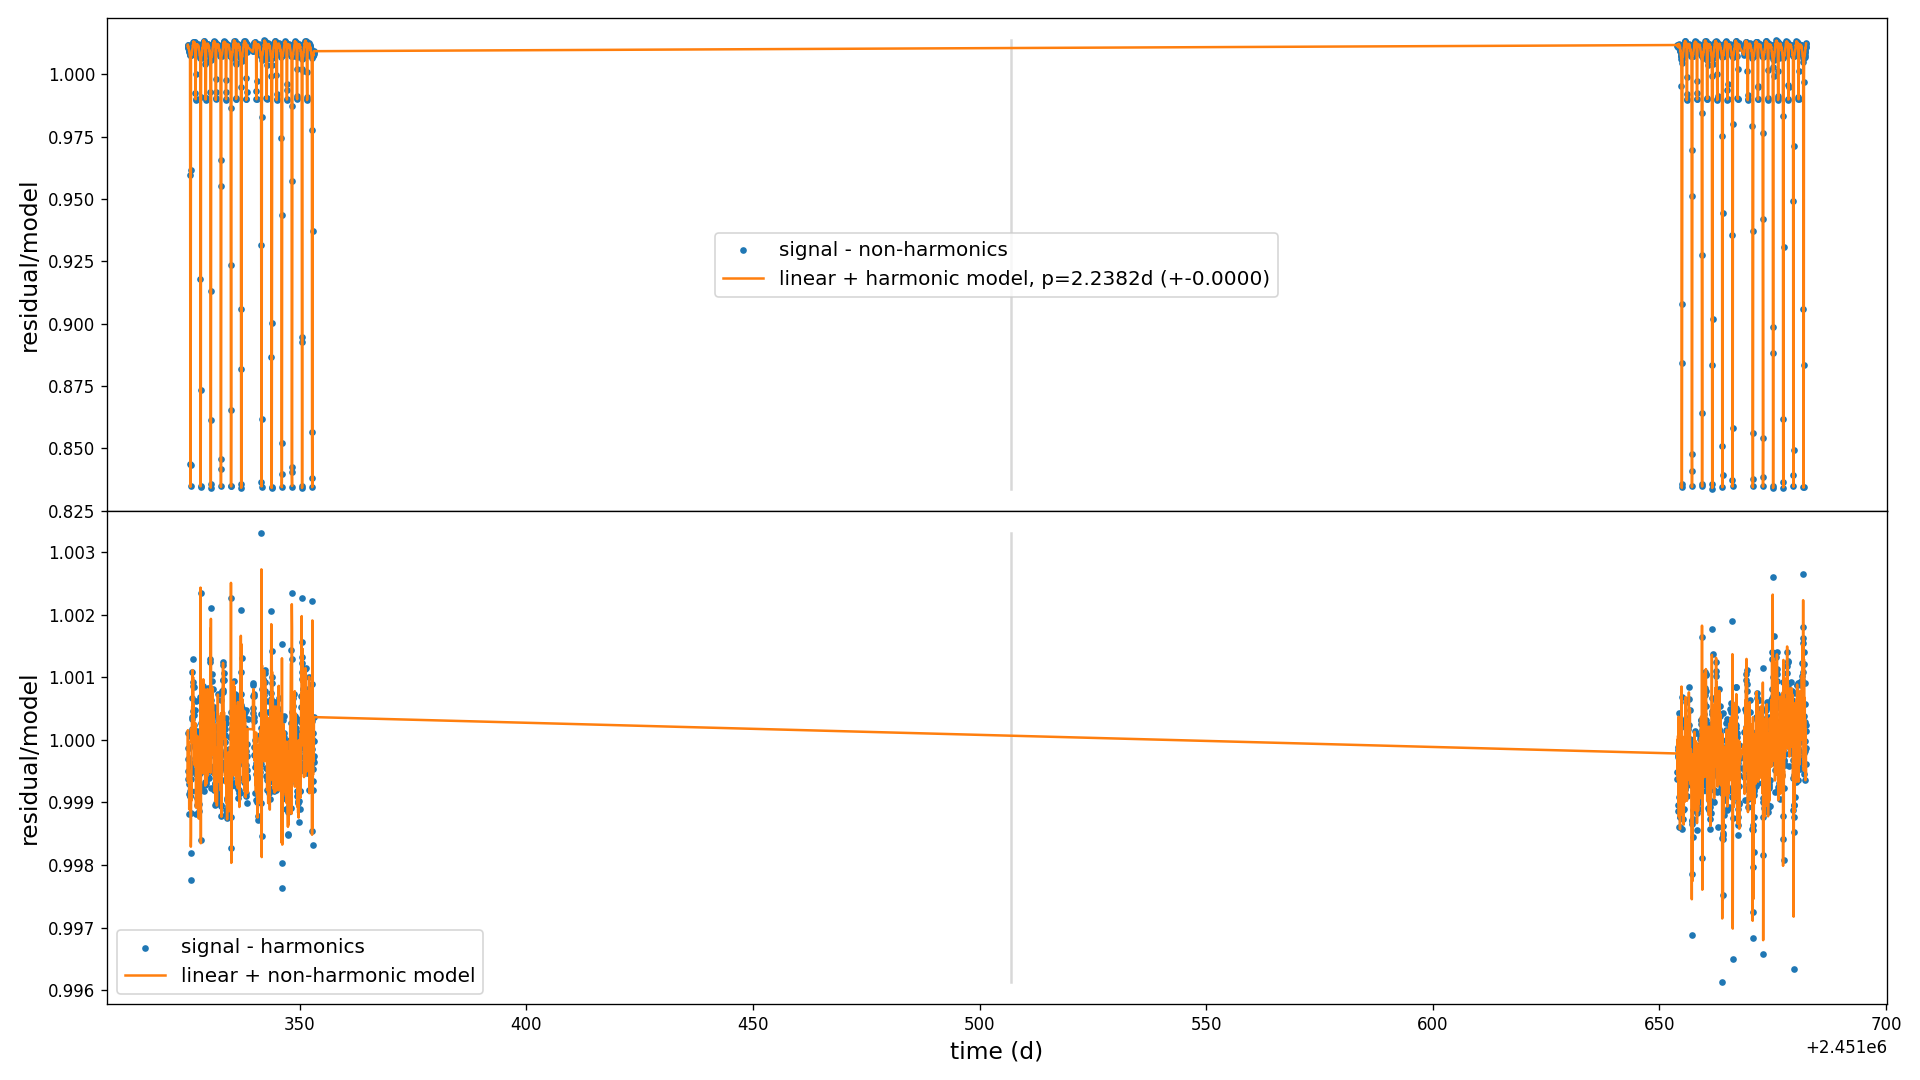 1.000
0.975
0.950
0.925
0.900
0.875
0.850
0.825
residual/model
signal - non-harmonics
linear + harmonic model, p=2.2382d (+-0.0000)
1.003
1.002
1.001
1.000
0.999
0.998
0.997
0.996
residual/model
signal - harmonics
linear + non-harmonic model
350 400 450 500 550 600 650 700
time (d)
+2.451e6